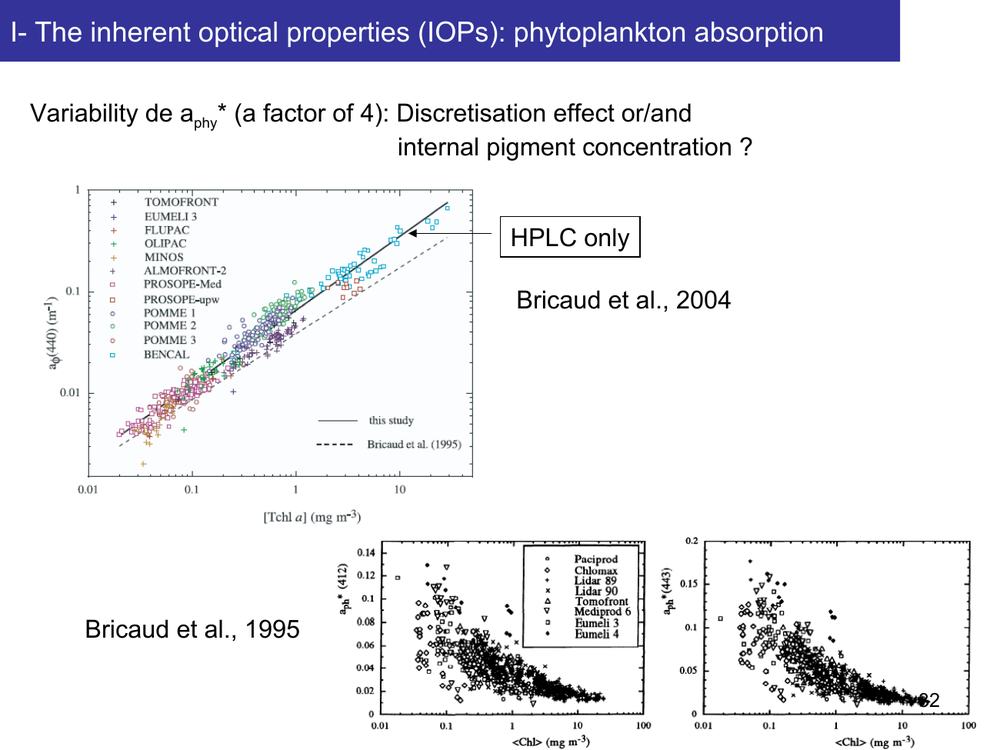 I- The inherent optical properties (IOPs): phytoplankton absorption
Variability de aphy* (a factor of 4): Discretisation effect or/and
internal pigment concentration ?
1
0.1
0.01
aϕ(440) (m-1)
TOMOFRONT
EUMELI 3
FLUPAC
OLIPAC
MINOS
ALMOFRONT-2
PROSOPE-Med
PROSOPE-upw
POMME 1
POMME 2
POMME 3
BENCAL
this study
Bricaud et al. (1995)
0.01 0.1 1 10
[Tchl a] (mg m-3)
HPLC only
Bricaud et al., 2004
Bricaud et al., 1995
0.14
0.12
0.1
0.08
0.06
0.04
0.02
0
aph* (412)
Paciprod
Chlomax
Lidar 89
Lidar 90
Tomofront
Mediprod 6
Eumeli 3
Eumeli 4
0.01 0.1 1 10 100
<Chl> (mg m-3)
0.2
0.15
0.1
0.05
0
aph*(443)
0.01 0.1 1 10 100
<Chl> (mg m-3)
32